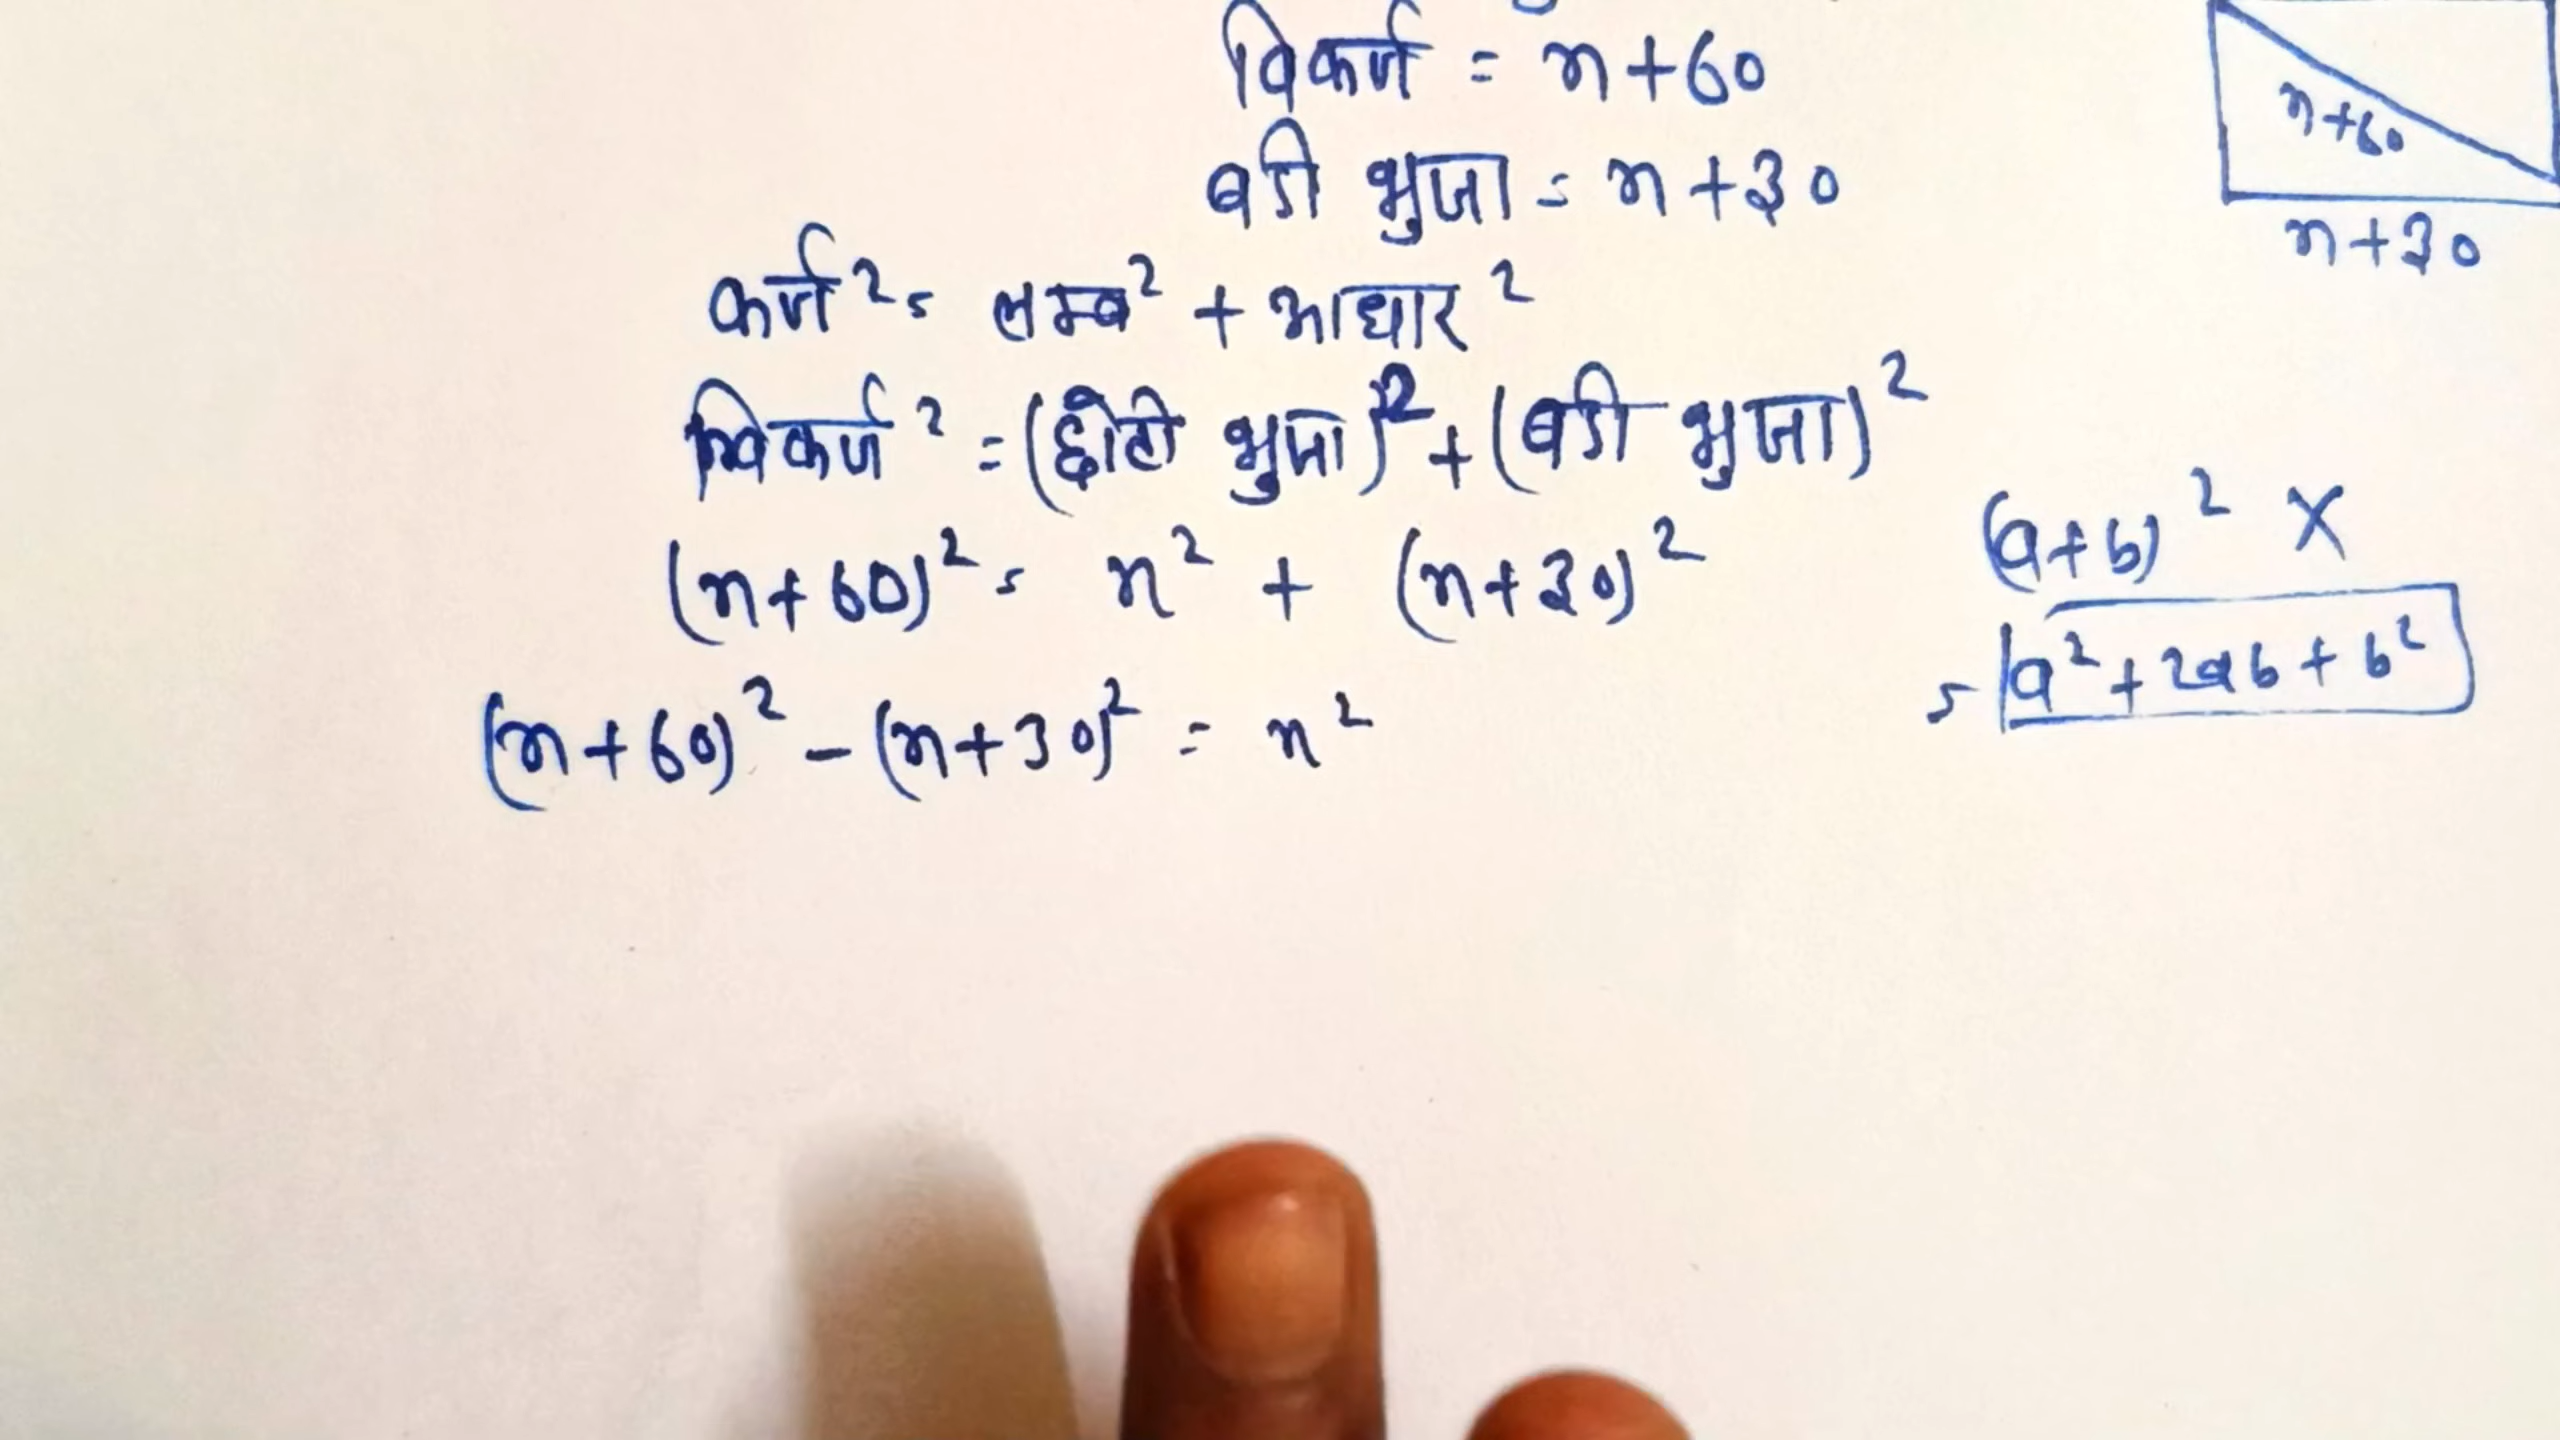 विकर्ण = n+60
बडी भुजा = n+30
n+60
n+30
कर्ण² = लम्ब² + आधार²
विकर्ण² = (छोटी भुजा)² + (बडी भुजा)²
(n+60)² = n² + (n+30)²
(n+60)² - (n+30)² = n²
(a+b)² X
= a²+2ab+b²